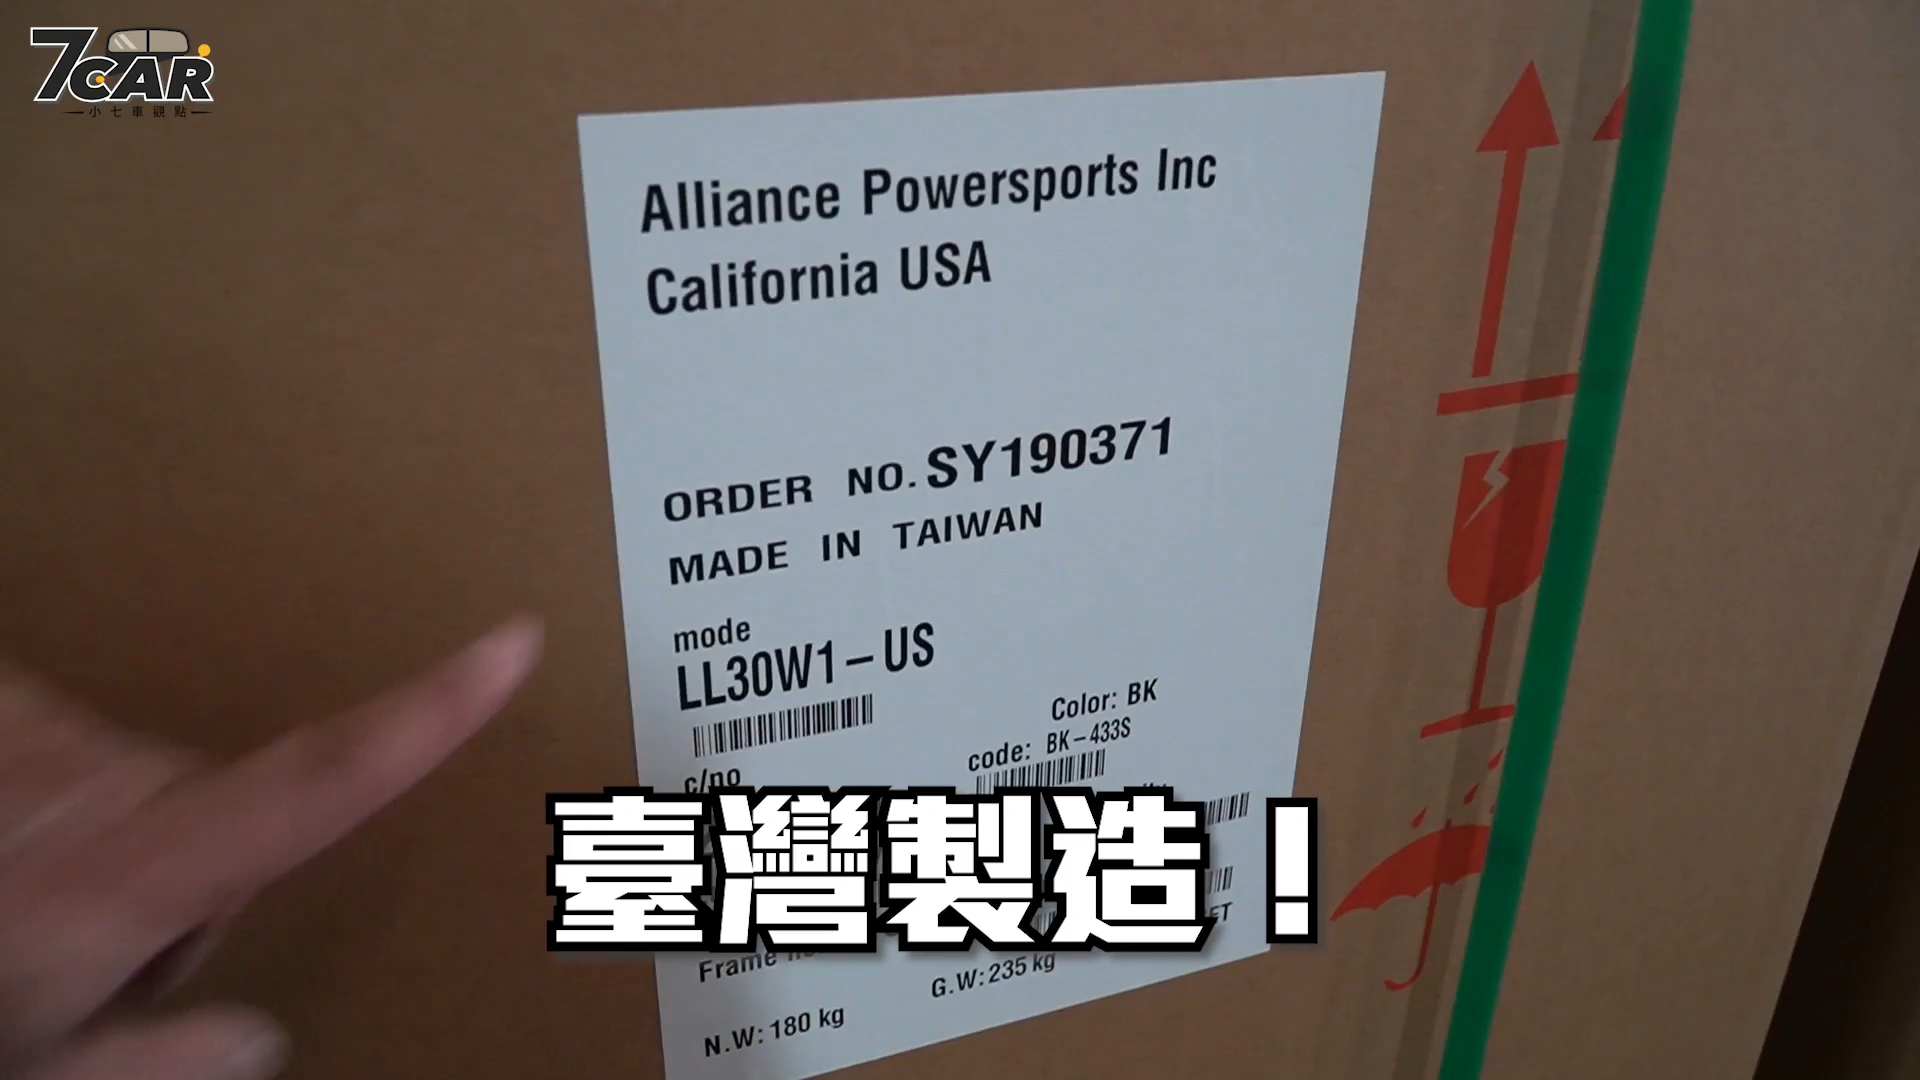 7CAR
小七車觀點
Alliance Powersports Inc
California USA
ORDER NO. SY190371
MADE IN TAIWAN
mode
LL30W1-US
Color: BK
code: BK-433S
c/no
臺灣製造！
Frame
G.W: 235 kg
N.W: 180 kg